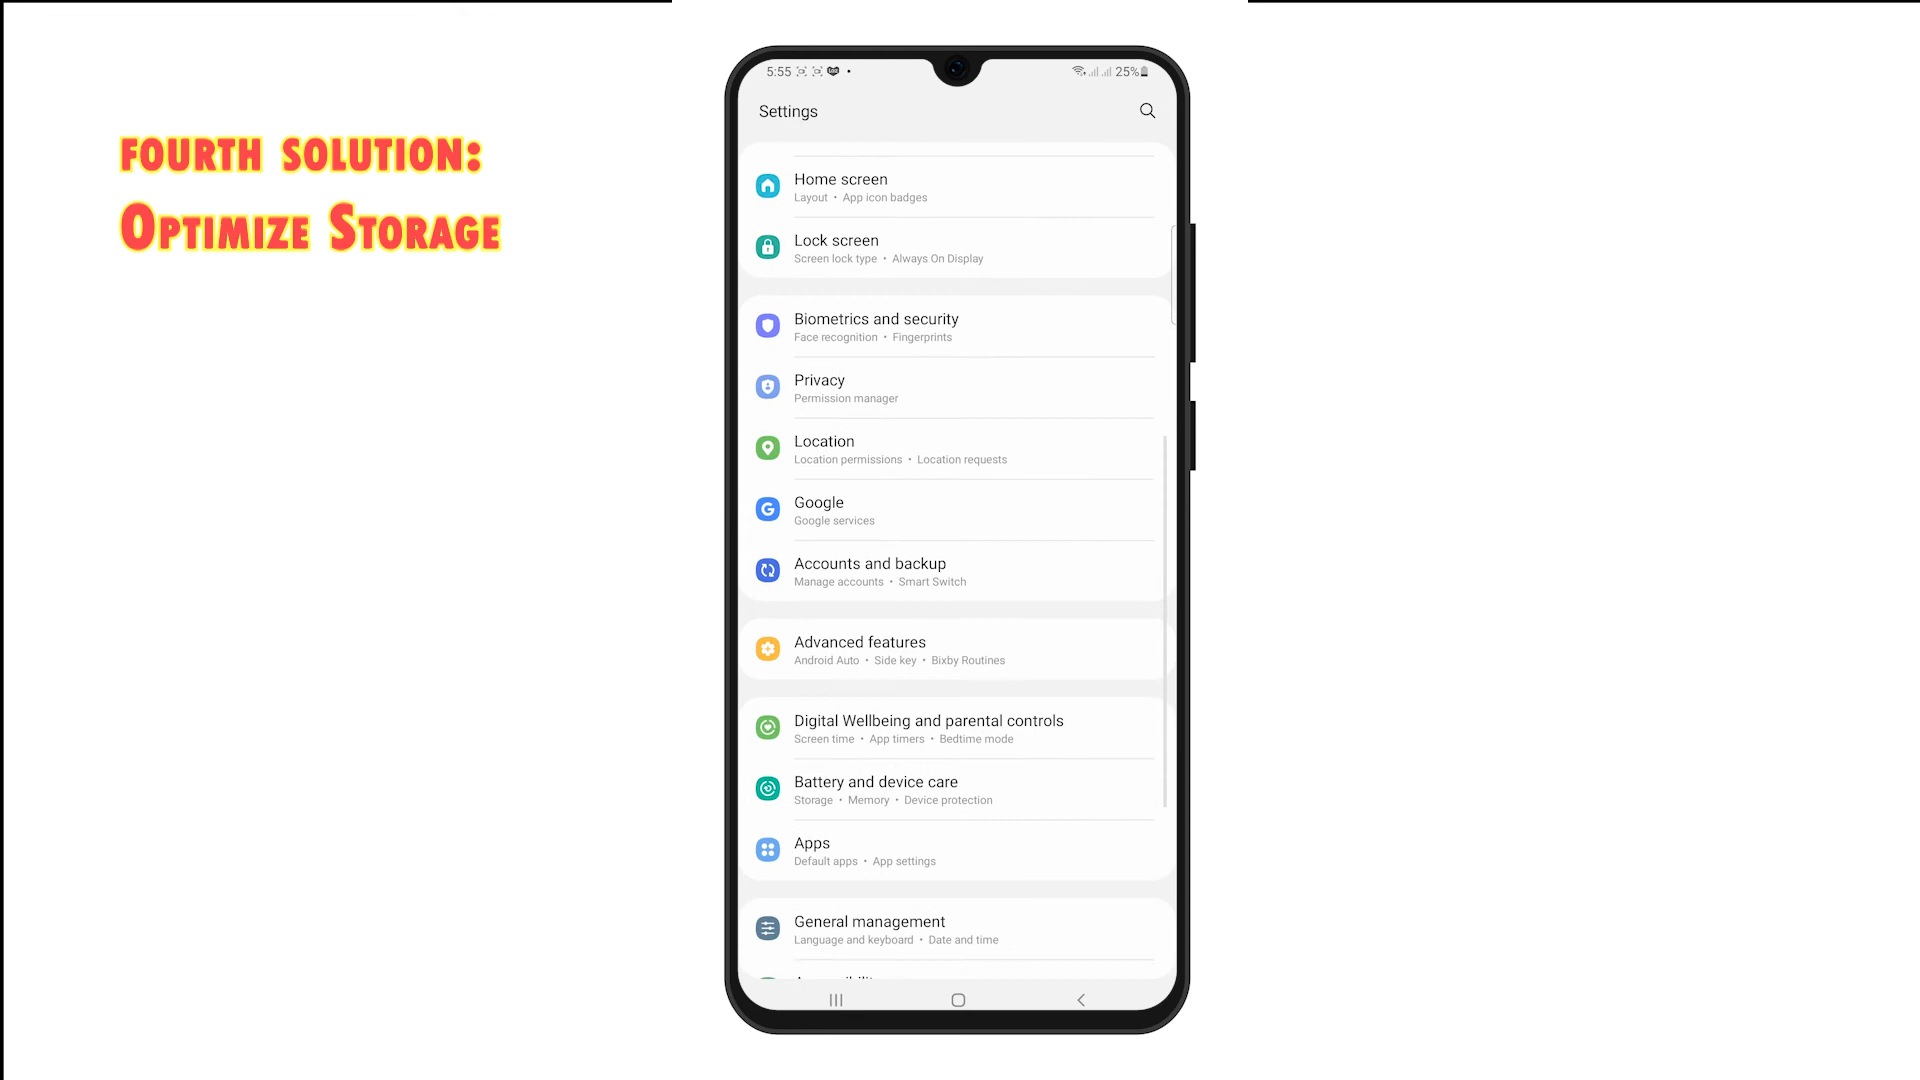 FOURTH SOLUTION:
OPTIMIZE STORAGE
5:55
25%
Settings
Home screen
Layout • App icon badges
Lock screen
Screen lock type • Always On Display
Biometrics and security
Face recognition • Fingerprints
Privacy
Permission manager
Location
Location permissions • Location requests
Google
Google services
Accounts and backup
Manage accounts • Smart Switch
Advanced features
Android Auto • Side key • Bixby Routines
Digital Wellbeing and parental controls
Screen time • App timers • Bedtime mode
Battery and device care
Storage • Memory • Device protection
Apps
Default apps • App settings
General management
Language and keyboard • Date and time